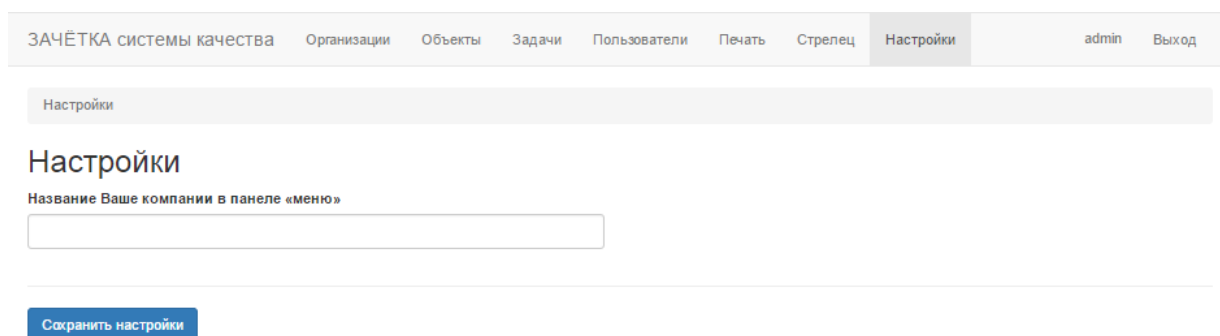 ЗАЧЁТКА системы качества Организации Объекты Задачи Пользователи Печать Стрелец Настройки admin Выход
Настройки
Настройки
Название Ваше компании в панеле «меню»
Сохранить настройки